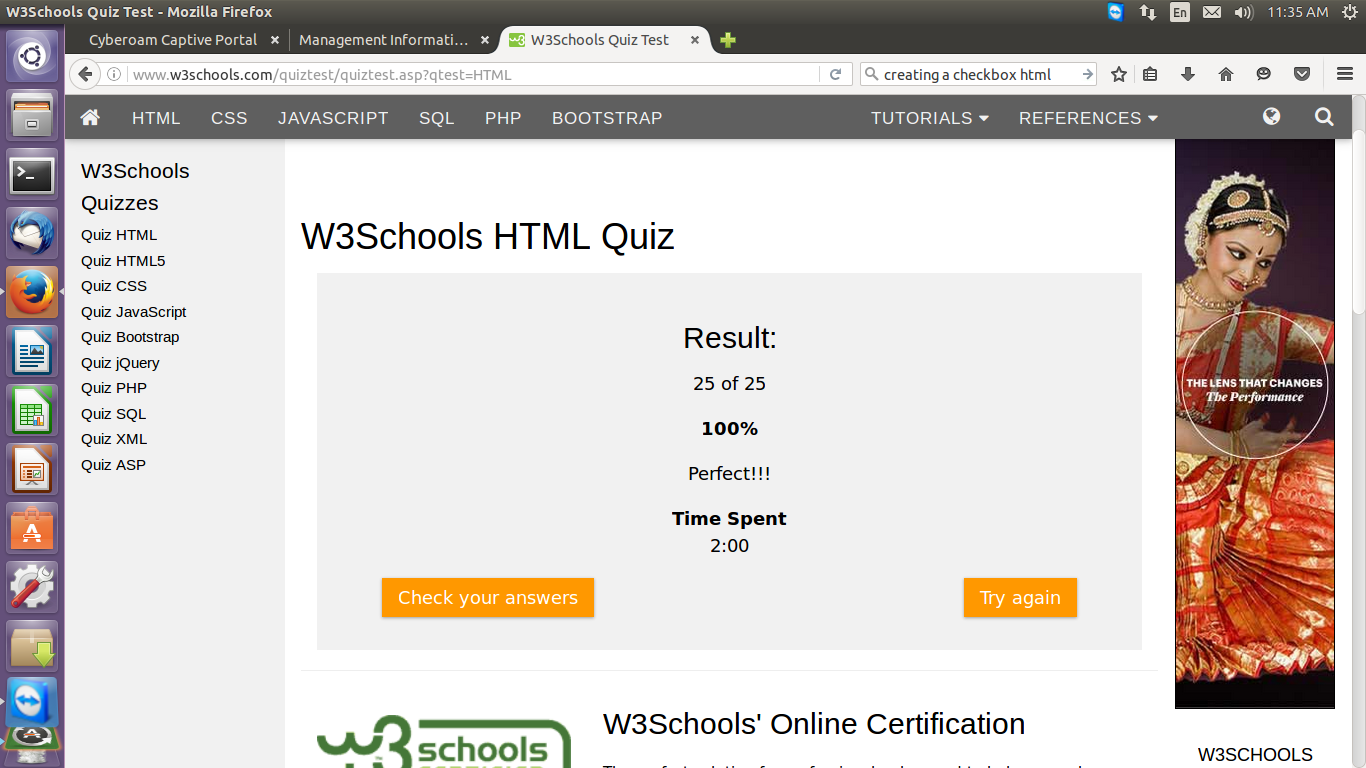 W3Schools Quiz Test - Mozilla Firefox
En
11:35 AM
Cyberoam Captive Portal
Management Informati...
W3Schools Quiz Test
www.w3schools.com/quiztest/quiztest.asp?qtest=HTML
creating a checkbox html
HTML CSS JAVASCRIPT SQL PHP BOOTSTRAP TUTORIALS REFERENCES
W3Schools
Quizzes
Quiz HTML
Quiz HTML5
Quiz CSS
Quiz JavaScript
Quiz Bootstrap
Quiz jQuery
Quiz PHP
Quiz SQL
Quiz XML
Quiz ASP
W3Schools HTML Quiz
Result:
25 of 25
100%
Perfect!!!
Time Spent
2:00
Check your answers
Try again
THE LENS THAT CHANGES
The Performance
w3schools
W3Schools' Online Certification
W3SCHOOLS